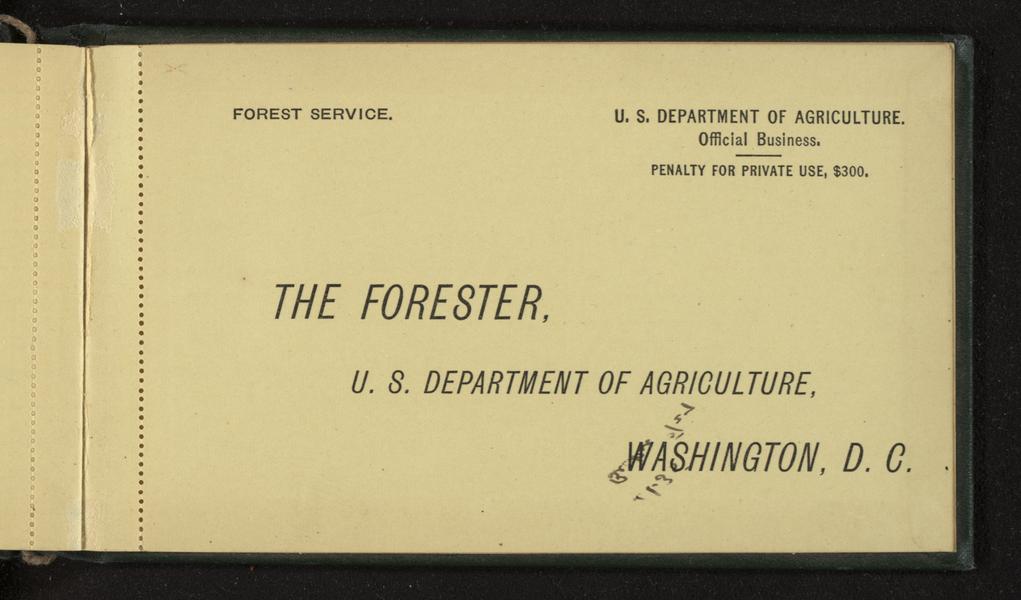 FOREST SERVICE.
U. S. DEPARTMENT OF AGRICULTURE.
Official Business.
PENALTY FOR PRIVATE USE, $300.
THE FORESTER,
U. S. DEPARTMENT OF AGRICULTURE,
WASHINGTON, D. C.